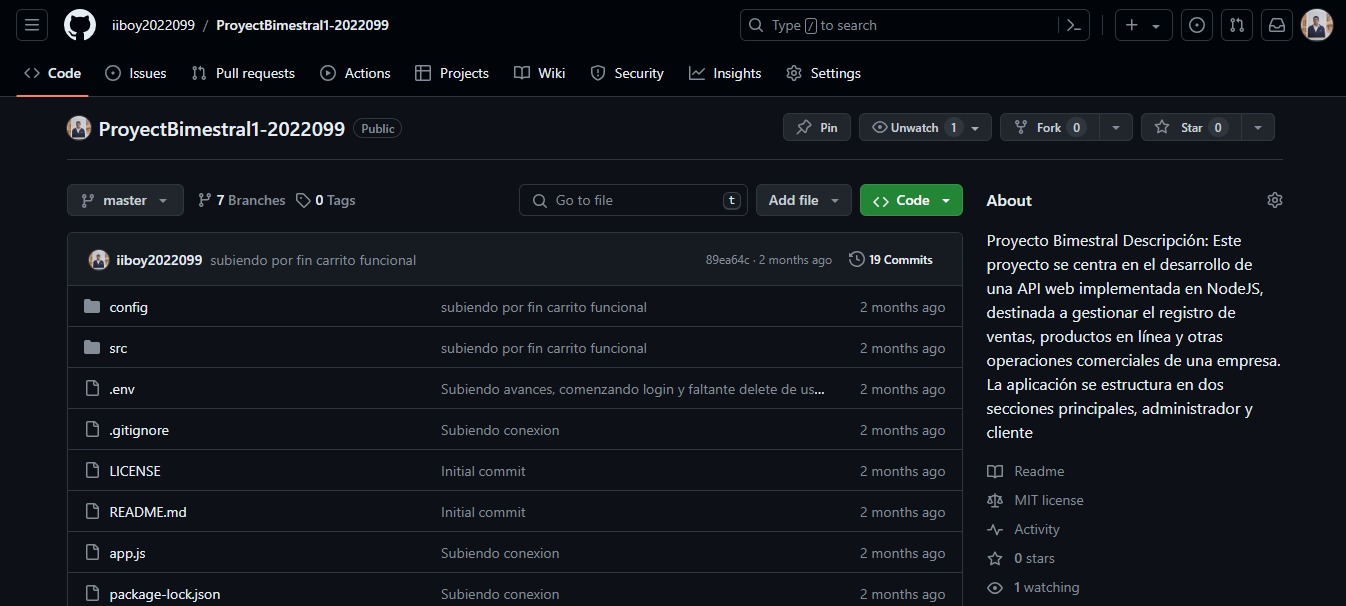 iiboy2022099 / ProyectBimestral1-2022099
Type / to search
Code Issues Pull requests Actions Projects Wiki Security Insights Settings
ProyectBimestral1-2022099 Public
Pin Unwatch 1 Fork 0 Star 0
master 7 Branches 0 Tags
Go to file t Add file Code
iiboy2022099 subiendo por fin carrito funcional 89ea64c · 2 months ago 19 Commits
config subiendo por fin carrito funcional 2 months ago
src subiendo por fin carrito funcional 2 months ago
.env Subiendo avances, comenzando login y faltante delete de us... 2 months ago
.gitignore Subiendo conexion 2 months ago
LICENSE Initial commit 2 months ago
README.md Initial commit 2 months ago
app.js Subiendo conexion 2 months ago
package-lock.json Subiendo conexion 2 months ago
About
Proyecto Bimestral Descripción: Este
proyecto se centra en el desarrollo de
una API web implementada en NodeJS,
destinada a gestionar el registro de
ventas, productos en línea y otras
operaciones comerciales de una empresa.
La aplicación se estructura en dos
secciones principales, administrador y
cliente
Readme
MIT license
Activity
0 stars
1 watching